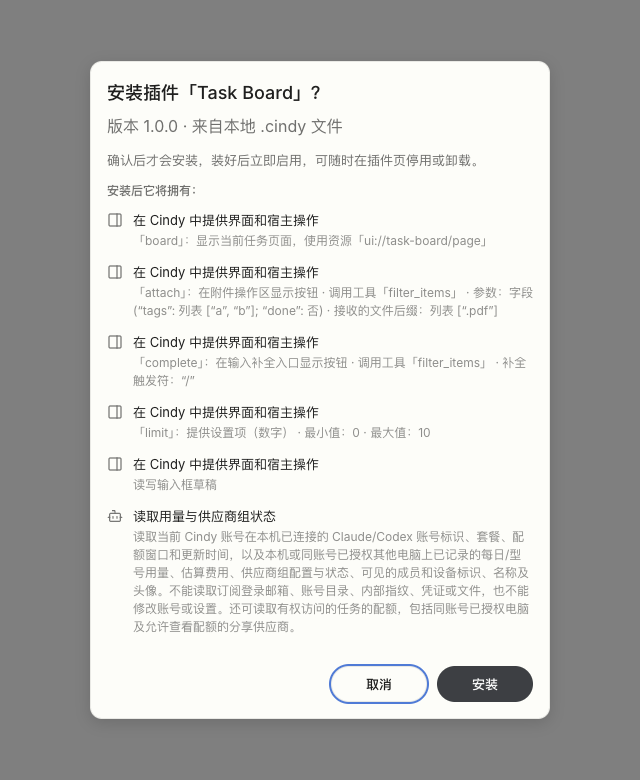 安装插件「Task Board」?
版本 1.0.0 · 来自本地 .cindy 文件
确认后才会安装，装好后立即启用，可随时在插件页停用或卸载。
安装后它将拥有：
在 Cindy 中提供界面和宿主操作
「board」：显示当前任务页面，使用资源「ui://task-board/page」
在 Cindy 中提供界面和宿主操作
「attach」：在附件操作区显示按钮 · 调用工具「filter_items」 · 参数：字段
(“tags”: 列表 [“a”, “b”]; “done”: 否) · 接收的文件后缀：列表 [“.pdf”]
在 Cindy 中提供界面和宿主操作
「complete」：在输入补全入口显示按钮 · 调用工具「filter_items」 · 补全
触发符：“/”
在 Cindy 中提供界面和宿主操作
「limit」：提供设置项（数字） · 最小值：0 · 最大值：10
在 Cindy 中提供界面和宿主操作
读写输入框草稿
读取用量与供应商组状态
读取当前 Cindy 账号在本机已连接的 Claude/Codex 账号标识、套餐、配
额窗口和更新时间，以及本机或同账号已授权其他电脑上已记录的每日/型
号用量、估算费用、供应商组配置与状态、可见的成员和设备标识、名称及
头像。不能读取订阅登录邮箱、账号目录、内部指纹、凭证或文件，也不能
修改账号或设置。还可读取有权访问的任务的配额，包括同账号已授权电脑
及允许查看配额的分享供应商。
取消
安装